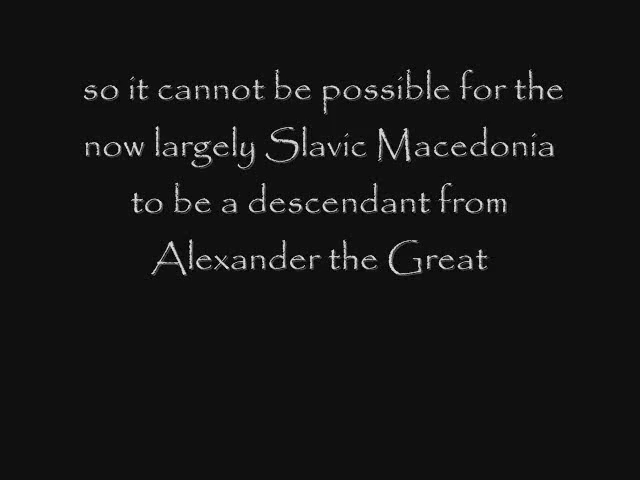 so it cannot be possible for the
now largely Slavic Macedonia
to be a descendant from
Alexander the Great